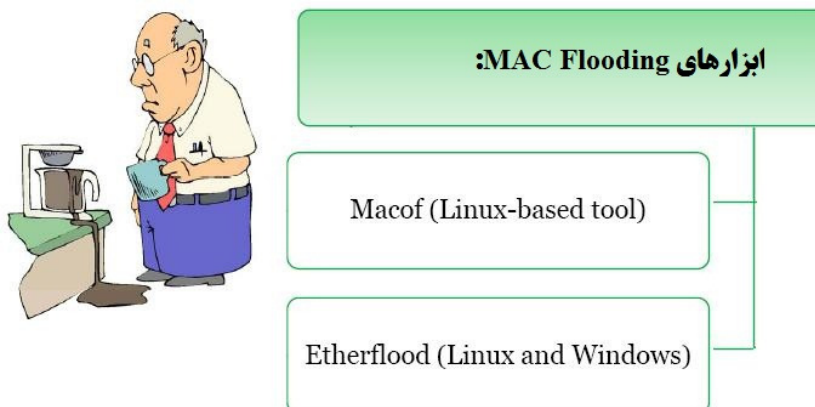 ابزارهای MAC Flooding:
Macof (Linux-based tool)
Etherflood (Linux and Windows)